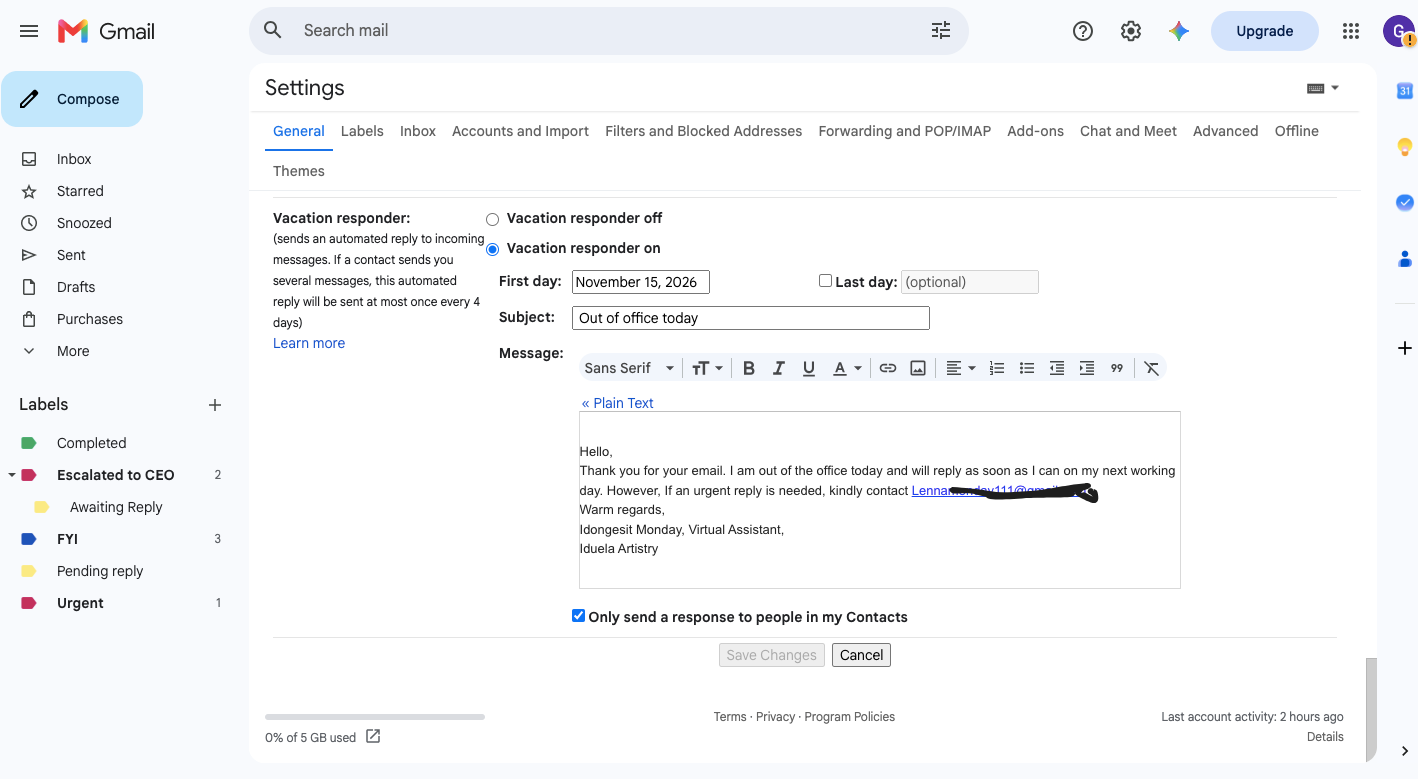 Gmail
Search mail
Upgrade
G
Compose
Inbox
Starred
Snoozed
Sent
Drafts
Purchases
More
Labels
Completed
Escalated to CEO 2
Awaiting Reply
FYI 3
Pending reply
Urgent 1
Settings
General Labels Inbox Accounts and Import Filters and Blocked Addresses Forwarding and POP/IMAP Add-ons Chat and Meet Advanced Offline
Themes
Vacation responder:
(sends an automated reply to incoming
messages. If a contact sends you
several messages, this automated
reply will be sent at most once every 4
days)
Learn more
Vacation responder off
Vacation responder on
First day: November 15, 2026 Last day: (optional)
Subject: Out of office today
Message:
Sans Serif
« Plain Text
Hello,
Thank you for your email. I am out of the office today and will reply as soon as I can on my next working
day. However, If an urgent reply is needed, kindly contact
Warm regards,
Idongesit Monday, Virtual Assistant,
Iduela Artistry
Only send a response to people in my Contacts
Save Changes Cancel
0% of 5 GB used
Terms · Privacy · Program Policies
Last account activity: 2 hours ago
Details
31